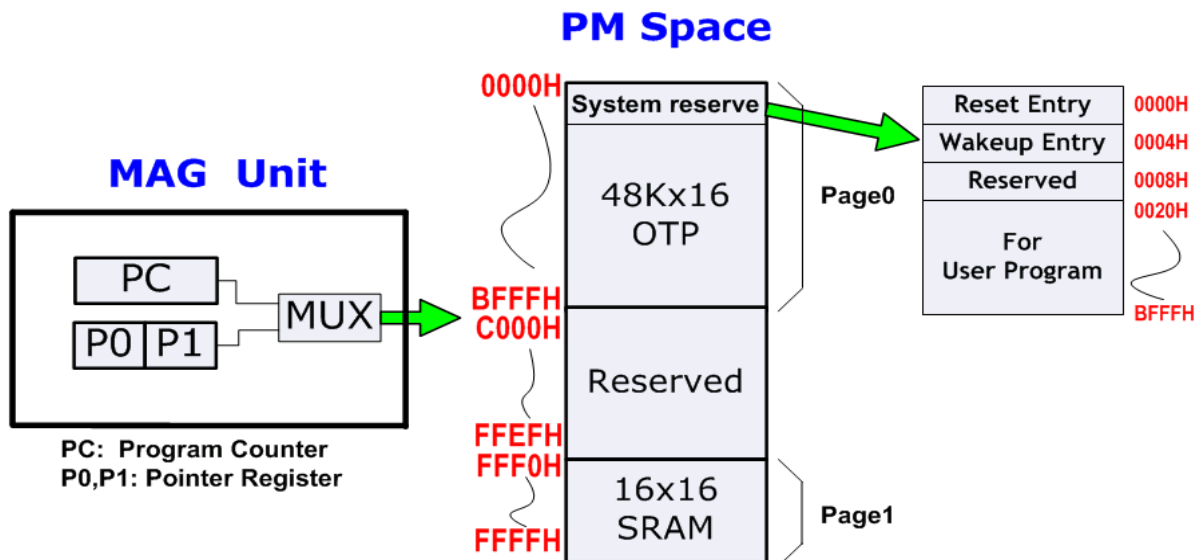 PM Space
0000H
System reserve
48Kx16
OTP
Page0
BFFFH
C000H
Reserved
FFEFH
FFF0H
16x16
SRAM
Page1
FFFFH
MAG Unit
PC
P0 P1
MUX
PC: Program Counter
P0,P1: Pointer Register
Reset Entry 0000H
Wakeup Entry 0004H
Reserved 0008H
0020H
For
User Program
BFFFH